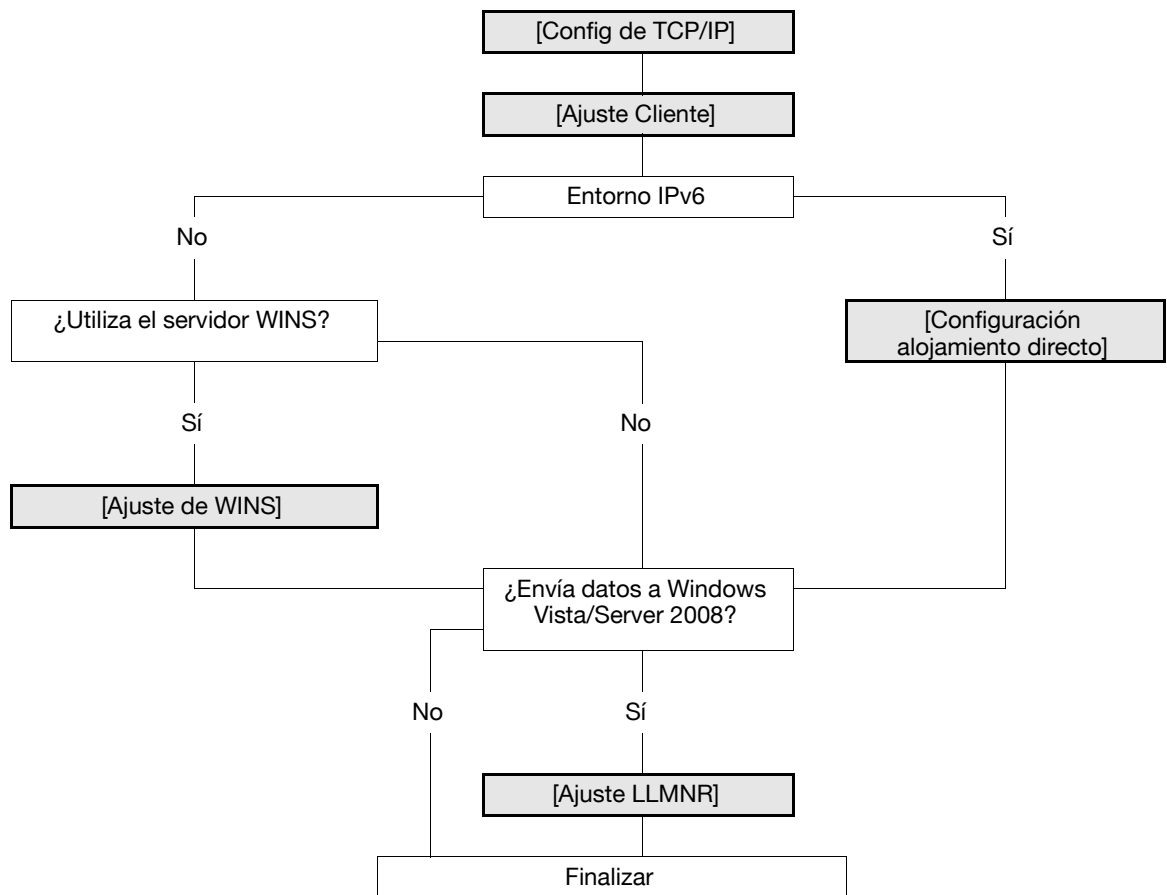 [Config de TCP/IP]
[Ajuste Cliente]
Entorno IPv6
No
Sí
¿Utiliza el servidor WINS?
[Configuración
alojamiento directo]
Sí
No
[Ajuste de WINS]
¿Envía datos a Windows
Vista/Server 2008?
No
Sí
[Ajuste LLMNR]
Finalizar